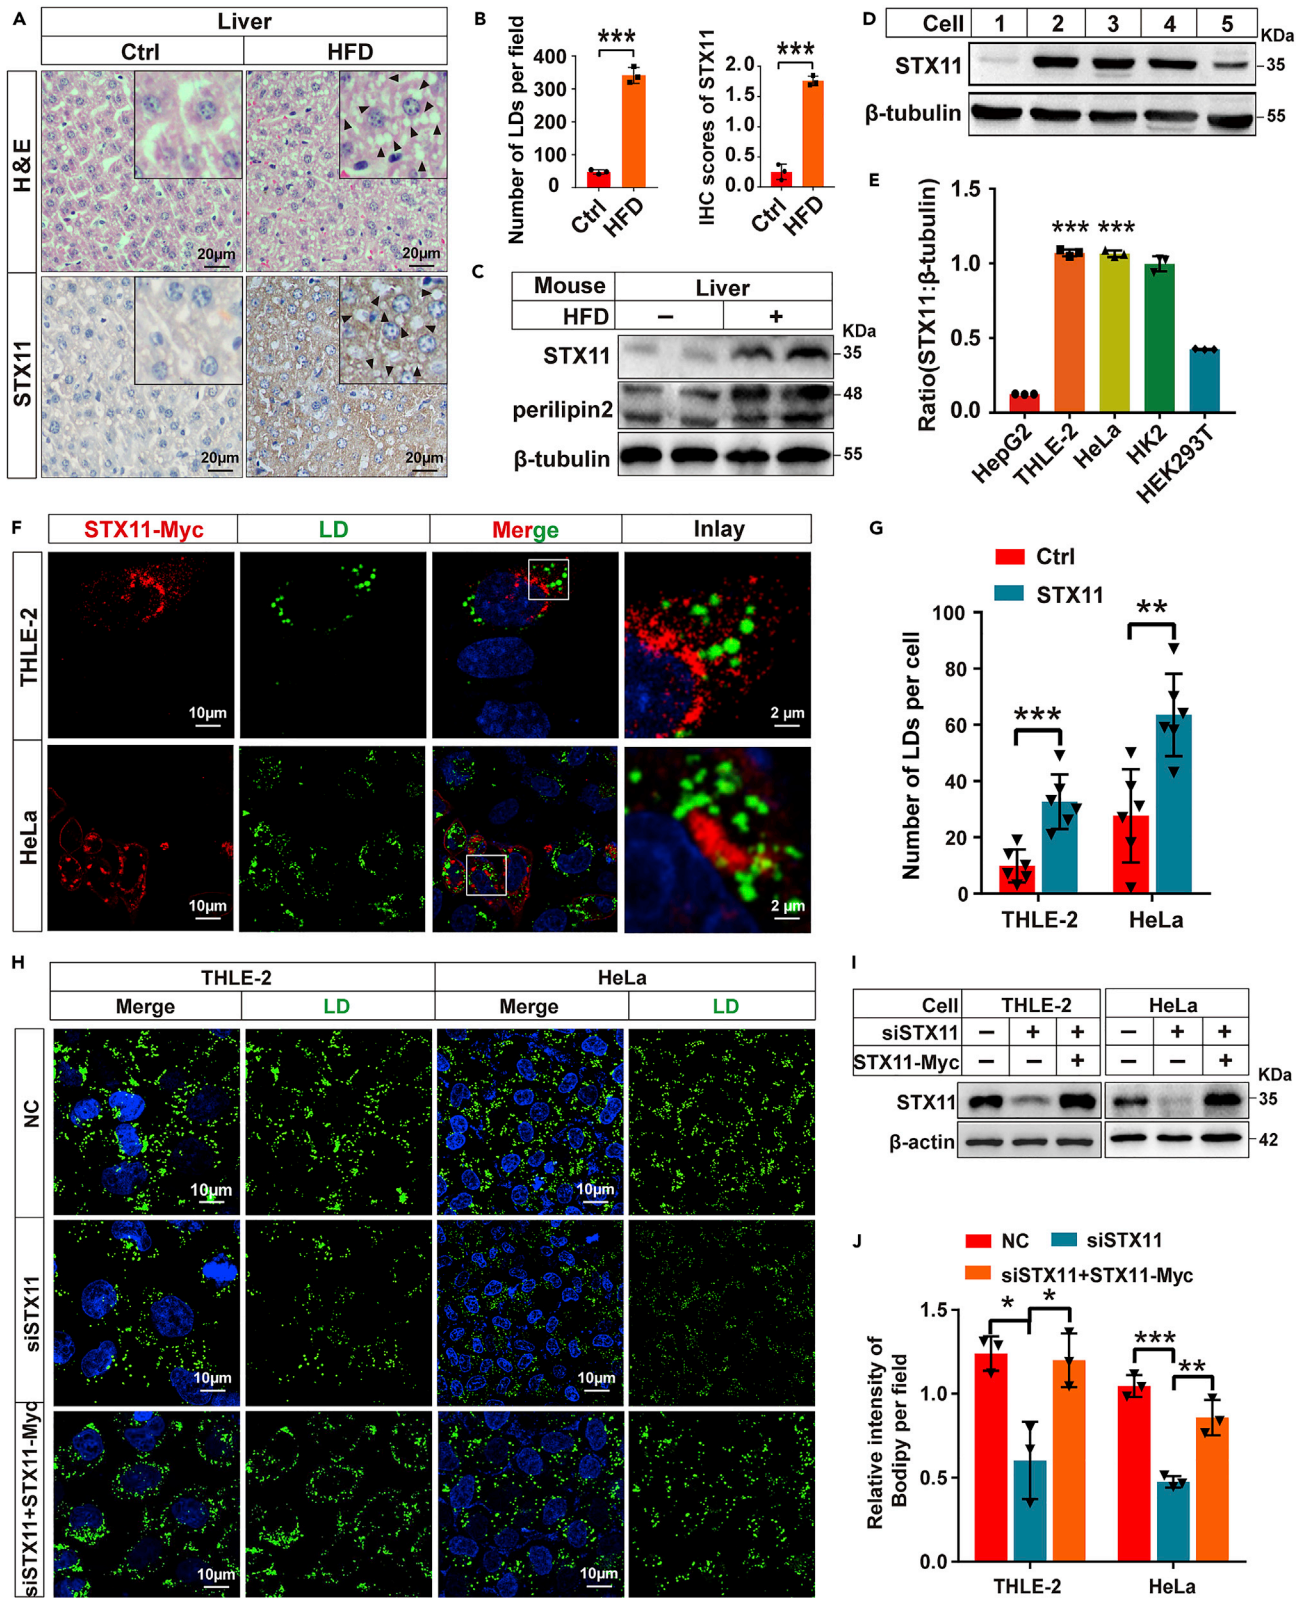 A
Liver
Ctrl HFD
H&E
20μm 20μm
STX11
20μm 20μm
B
Number of LDs per field
400
300
200
100
0
***
Ctrl
HFD
IHC scores of STX11
2.0
1.5
1.0
0.5
0.0
***
Ctrl
HFD
C
Mouse Liver
HFD − +
KDa
STX11 35
perilipin2 48
β-tubulin 55
D
Cell 1 2 3 4 5
KDa
STX11 35
β-tubulin 55
E
Ratio(STX11:β-tubulin)
1.5
1.0
0.5
0.0
*** ***
HepG2
THLE-2
HeLa
HK2
HEK293T
F
STX11-Myc LD Merge Inlay
THLE-2
10μm 2 μm
HeLa
10μm 2 μm
G
Ctrl
STX11
Number of LDs per cell
100
80
60
40
20
0
*** **
THLE-2 HeLa
H
THLE-2 HeLa
Merge LD Merge LD
NC
10μm 10μm 10μm 10μm
siSTX11
10μm 10μm 10μm 10μm
siSTX11+STX11-Myc
10μm 10μm 10μm 10μm
I
Cell THLE-2 HeLa
siSTX11 − + + − + +
STX11-Myc − − + − − +
KDa
STX11 35
β-actin 42
J
NC siSTX11
siSTX11+STX11-Myc
Relative intensity of
Bodipy per field
1.5
1.0
0.5
0.0
* * *** **
THLE-2 HeLa